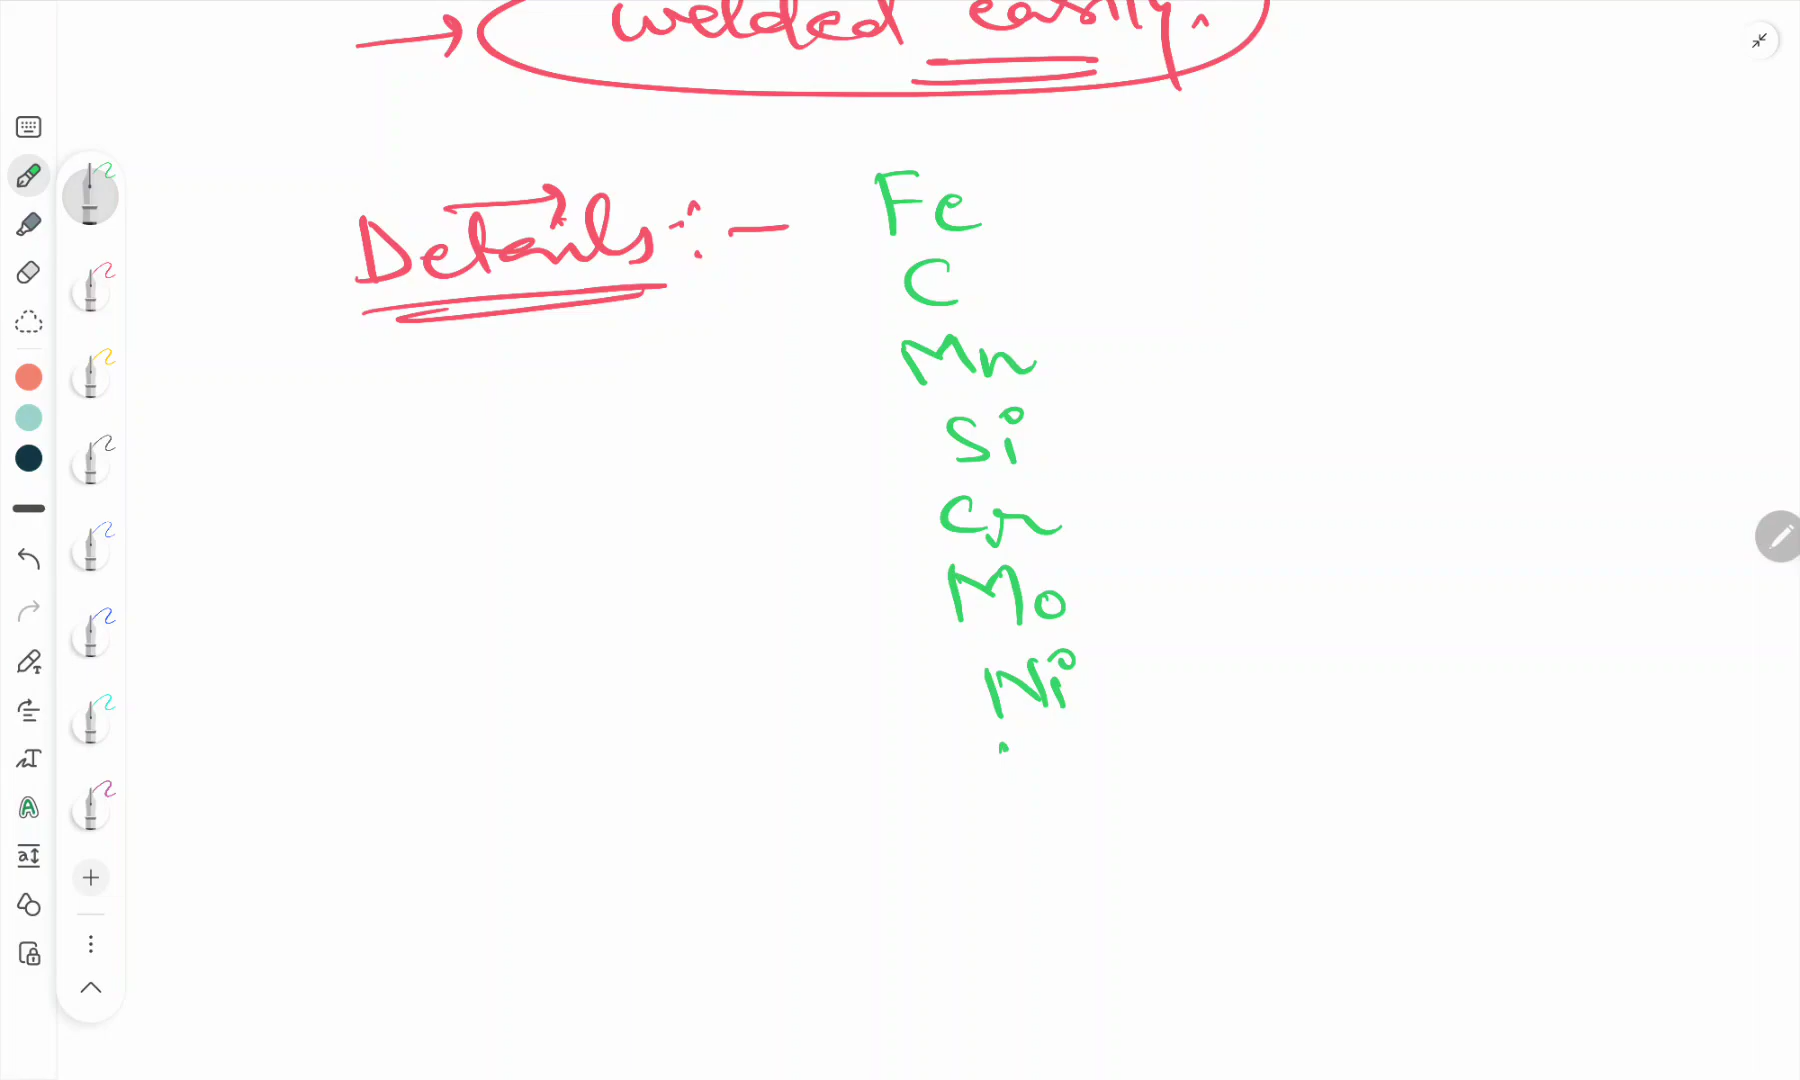 → welded easily.
Details :- Fe
C
Mn
Si
Cr
Mo
Ni
.